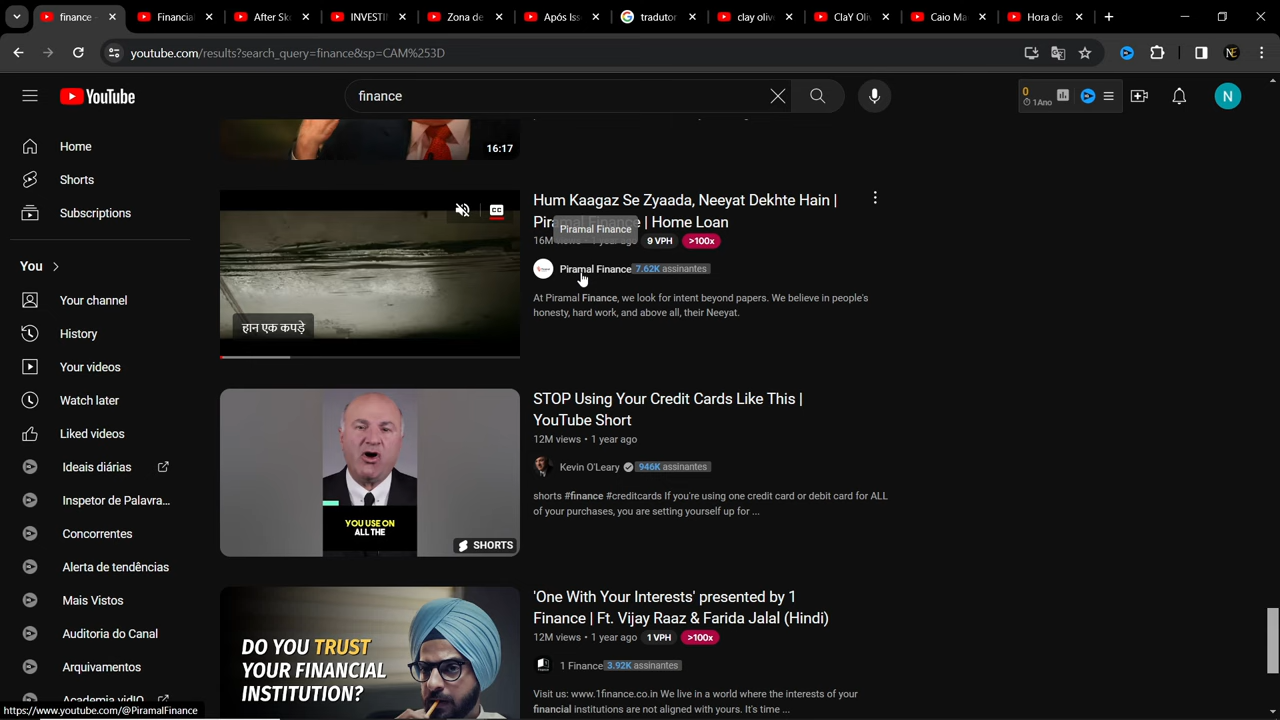 finance -
Financial
After Sk
INVESTI
Zona de
Após Iss
tradutor
clay oliv
ClaY Oli
Caio Ma
Hora de
youtube.com/results?search_query=finance&sp=CAM%253D
NE
YouTube
finance
0
1Ano
N
Home
Shorts
Subscriptions
You
Your channel
History
Your videos
Watch later
Liked videos
Ideais diárias
Inspetor de Palavra...
Concorrentes
Alerta de tendências
Mais Vistos
Auditoria do Canal
Arquivamentos
Academia vidIQ
https://www.youtube.com/@PiramalFinance
16:17
CC
हान एक कपड़े
Hum Kaagaz Se Zyaada, Neeyat Dekhte Hain |
Piramal Finance | Home Loan
Piramal Finance
16M views • 1 year ago 9 VPH >100x
Piramal Finance 7.62K assinantes
At Piramal Finance, we look for intent beyond papers. We believe in people's
honesty, hard work, and above all, their Neeyat.
YOU USE ON
ALL THE
SHORTS
STOP Using Your Credit Cards Like This |
YouTube Short
12M views • 1 year ago
Kevin O'Leary 946K assinantes
shorts #finance #creditcards If you're using one credit card or debit card for ALL
of your purchases, you are setting yourself up for ...
DO YOU TRUST
YOUR FINANCIAL
INSTITUTION?
'One With Your Interests' presented by 1
Finance | Ft. Vijay Raaz & Farida Jalal (Hindi)
12M views • 1 year ago 1 VPH >100x
1 Finance 3.92K assinantes
Visit us: www.1finance.co.in We live in a world where the interests of your
financial institutions are not aligned with yours. It's time ...